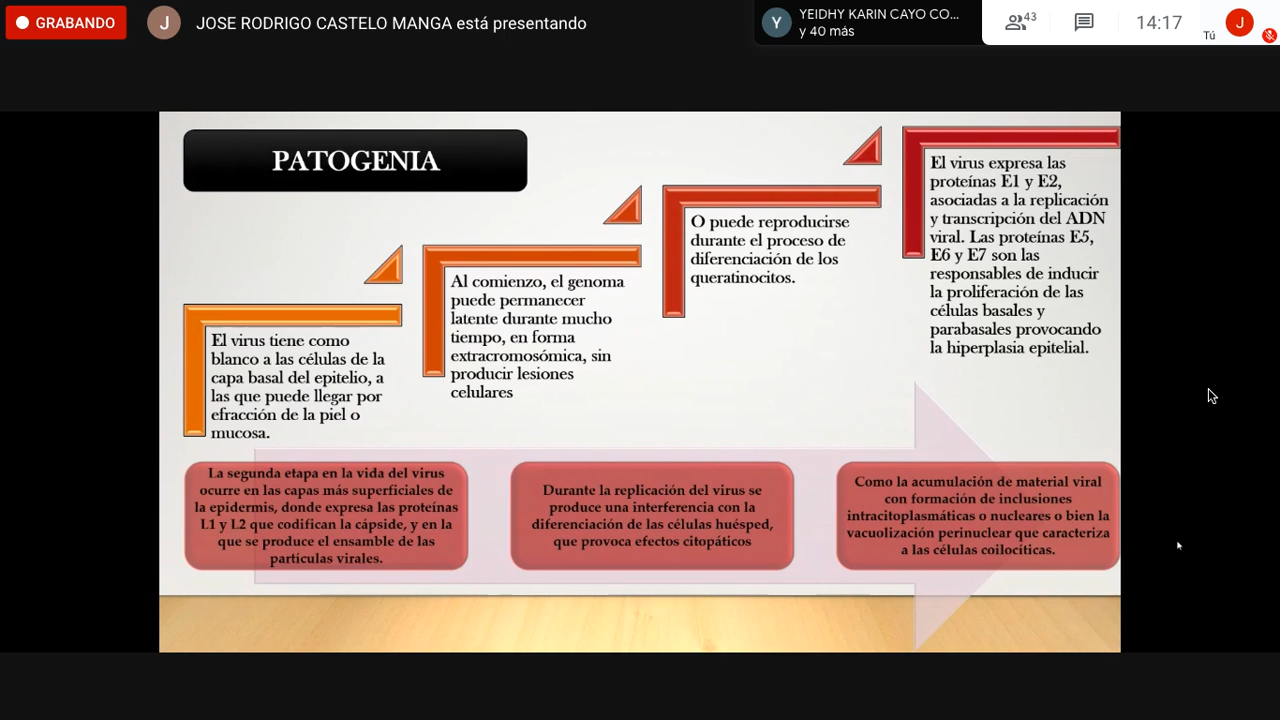 GRABANDO
J
JOSE RODRIGO CASTELO MANGA está presentando
Y
YEIDHY KARIN CAYO CO...
y 40 más
43
14:17
Tú
J
PATOGENIA
El virus tiene como
blanco a las células de la
capa basal del epitelio, a
las que puede llegar por
efracción de la piel o
mucosa.
Al comienzo, el genoma
puede permanecer
latente durante mucho
tiempo, en forma
extracromosómica, sin
producir lesiones
celulares
O puede reproducirse
durante el proceso de
diferenciación de los
queratinocitos.
El virus expresa las
proteínas E1 y E2,
asociadas a la replicación
y transcripción del ADN
viral. Las proteínas E5,
E6 y E7 son las
responsables de inducir
la proliferación de las
células basales y
parabasales provocando
la hiperplasia epitelial.
La segunda etapa en la vida del virus
ocurre en las capas más superficiales de
la epidermis, donde expresa las proteínas
L1 y L2 que codifican la cápside, y en la
que se produce el ensamble de las
partículas virales.
Durante la replicación del virus se
produce una interferencia con la
diferenciación de las células huésped,
que provoca efectos citopáticos
Como la acumulación de material viral
con formación de inclusiones
intracitoplasmáticas o nucleares o bien la
vacuolización perinuclear que caracteriza
a las células coilocíticas.